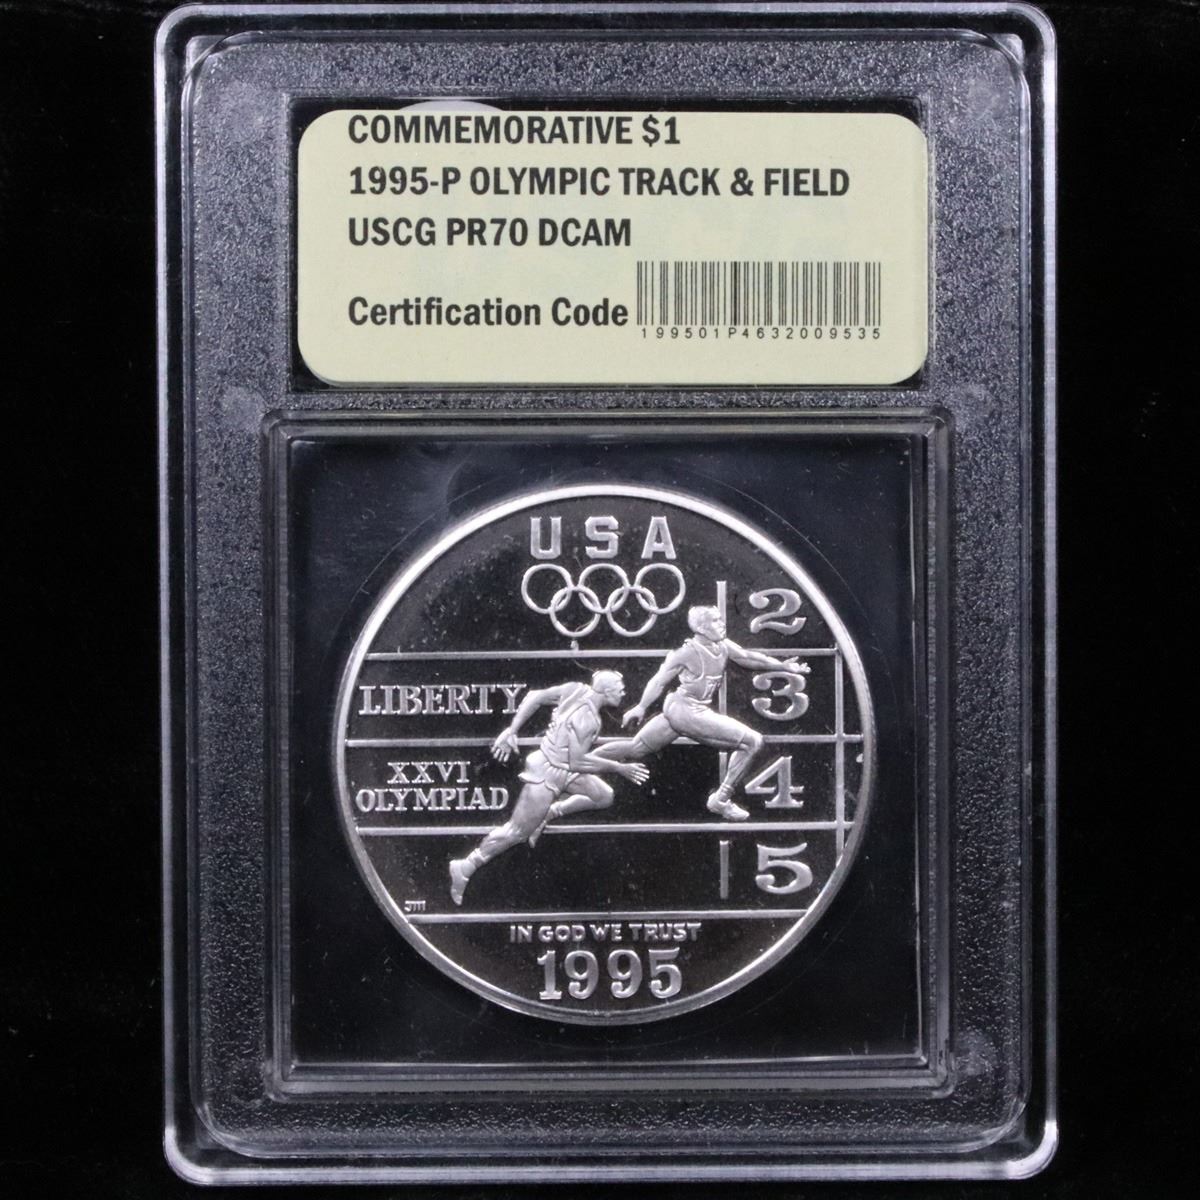 COMMEMORATIVE $1
1995-P OLYMPIC TRACK & FIELD
USCG PR70 DCAM
Certification Code
199501P4632009535
USA
2
3
LIBERTY
XXVI
OLYMPIAD
4
5
JM
IN GOD WE TRUST
1995